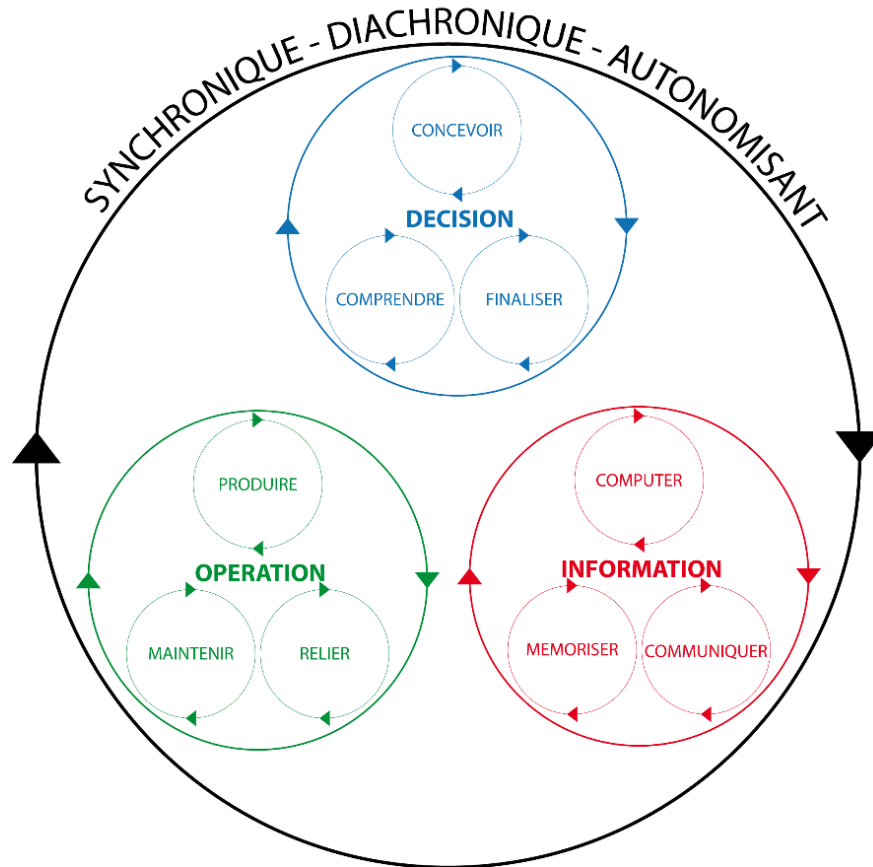 SYNCHRONIQUE - DIACHRONIQUE - AUTONOMISANT
CONCEVOIR
DECISION
COMPRENDRE
FINALISER
PRODUIRE
OPERATION
MAINTENIR
RELIER
COMPUTER
INFORMATION
MEMORISER
COMMUNIQUER